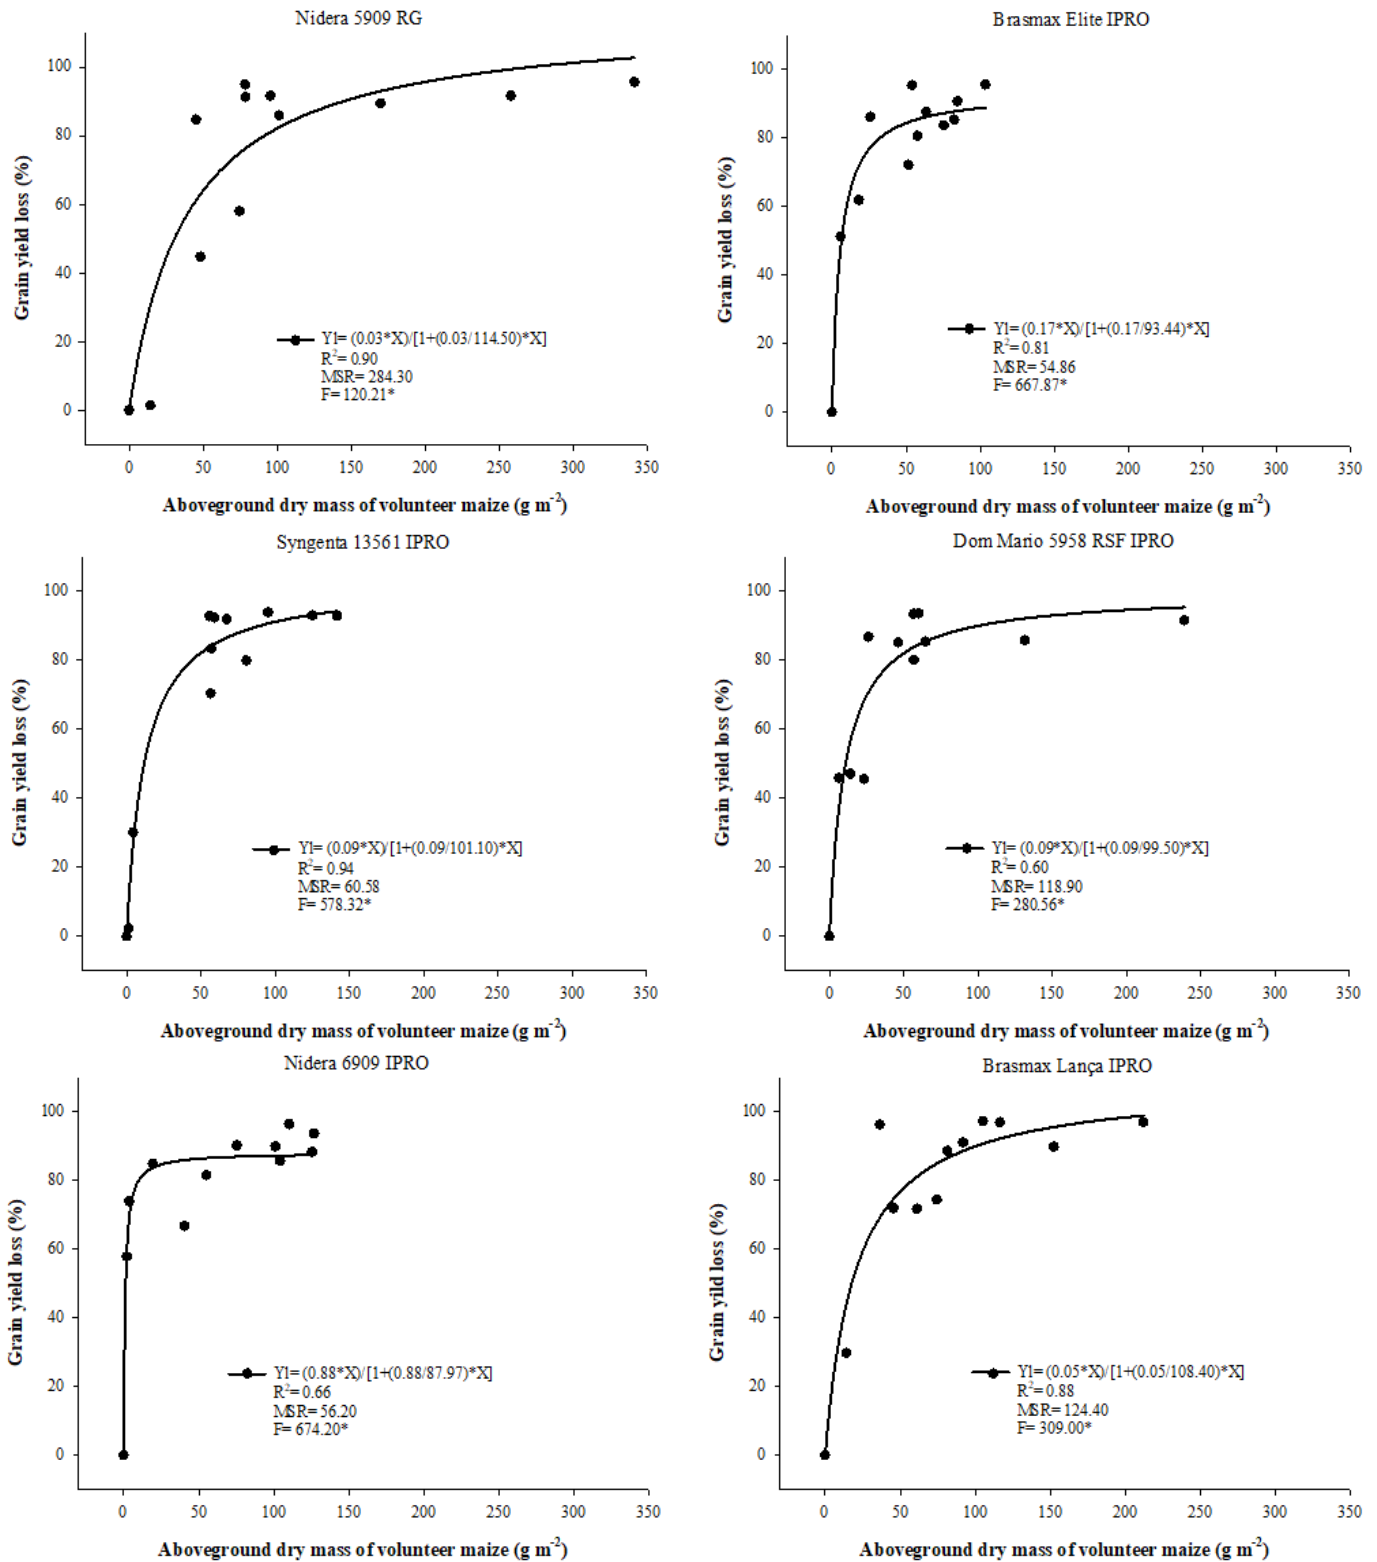 Nidera 5909 RG
Grain yield loss (%)
100
80
60
40
20
0
Y1= (0.03*X)/[1+(0.03/114.50)*X]
R²= 0.90
MSR= 284.30
F= 120.21*
0 50 100 150 200 250 300 350
Aboveground dry mass of volunteer maize (g m⁻²)
Brasmax Elite IPRO
Grain yield loss (%)
100
80
60
40
20
0
Y1= (0.17*X)/[1+(0.17/93.44)*X]
R²= 0.81
MSR= 54.86
F= 667.87*
0 50 100 150 200 250 300 350
Aboveground dry mass of volunteer maize (g m⁻²)
Syngenta 13561 IPRO
Grain yield loss (%)
100
80
60
40
20
0
Y1= (0.09*X)/[1+(0.09/101.10)*X]
R²= 0.94
MSR= 60.58
F= 578.32*
0 50 100 150 200 250 300 350
Aboveground dry mass of volunteer maize (g m⁻²)
Dom Mario 5958 RSF IPRO
Grain yield loss (%)
100
80
60
40
20
0
Y1= (0.09*X)/[1+(0.09/99.50)*X]
R²= 0.60
MSR= 118.90
F= 280.56*
0 50 100 150 200 250 300 350
Aboveground dry mass of volunteer maize (g m⁻²)
Nidera 6909 IPRO
Grain yield loss (%)
100
80
60
40
20
0
Y1= (0.88*X)/[1+(0.88/87.97)*X]
R²= 0.66
MSR= 56.20
F= 674.20*
0 50 100 150 200 250 300 350
Aboveground dry mass of volunteer maize (g m⁻²)
Brasmax Lança IPRO
Grain yild loss (%)
100
80
60
40
20
0
Y1= (0.05*X)/[1+(0.05/108.40)*X]
R²= 0.88
MSR= 124.40
F= 309.00*
0 50 100 150 200 250 300 350
Aboveground dry mass of volunteer maize (g m⁻²)